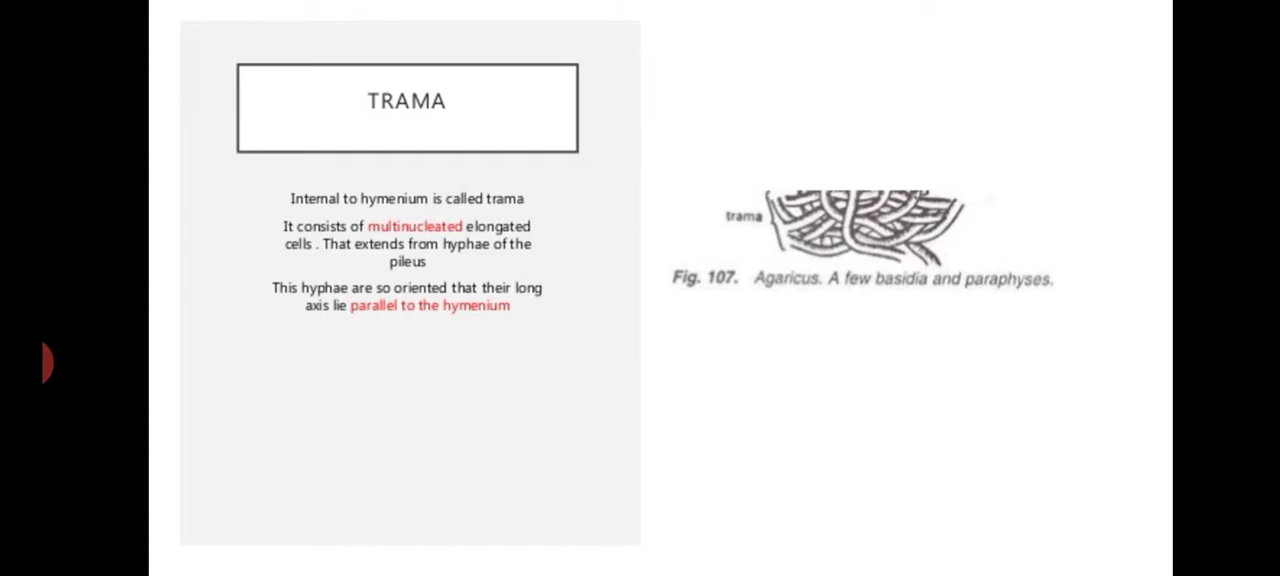 TRAMA
Internal to hymenium is called trama
It consists of multinucleated elongated
cells . That extends from hyphae of the
pileus
This hyphae are so oriented that their long
axis lie parallel to the hymenium
trama
Fig. 107. Agaricus. A few basidia and paraphyses.